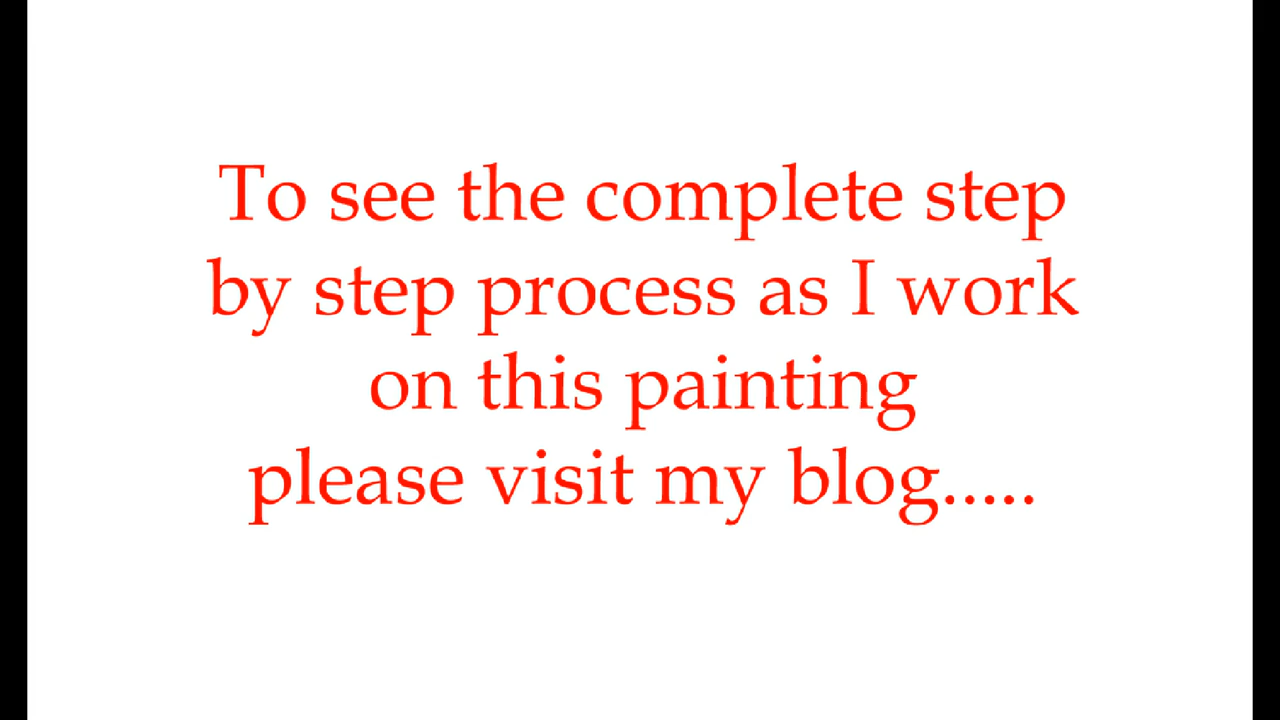 To see the complete step
by step process as I work
on this painting
please visit my blog.....